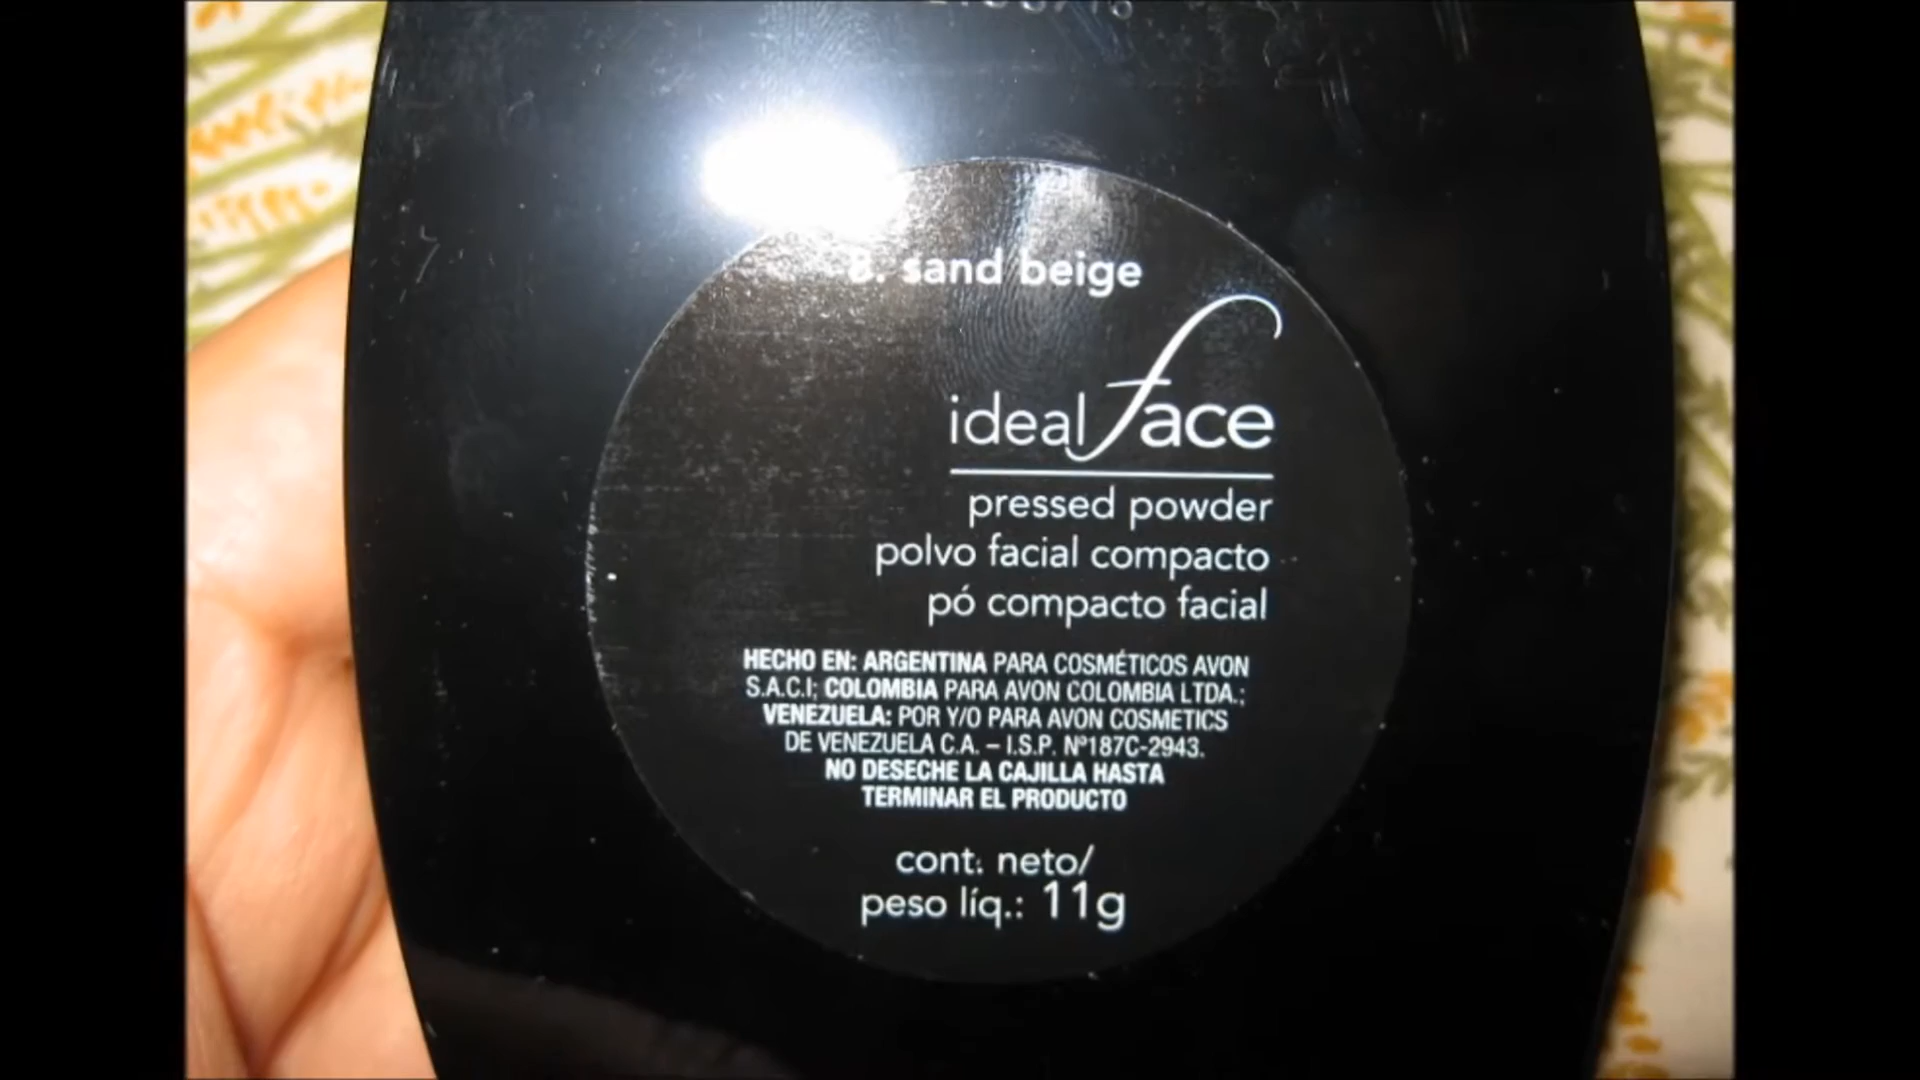 sand beige
ideal face
pressed powder
polvo facial compacto
pó compacto facial
HECHO EN: ARGENTINA PARA COSMÉTICOS AVON
S.A.C.I; COLOMBIA PARA AVON COLOMBIA LTDA.;
VENEZUELA: POR Y/O PARA AVON COSMETICS
DE VENEZUELA C.A. – I.S.P. Nº187C-2943.
NO DESECHE LA CAJILLA HASTA
TERMINAR EL PRODUCTO
cont. neto/
peso líq.: 11g